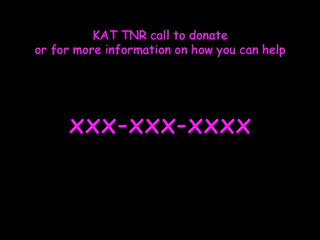 KAT TNR call to donate
or for more information on how you can help
xxx-xxx-xxxx